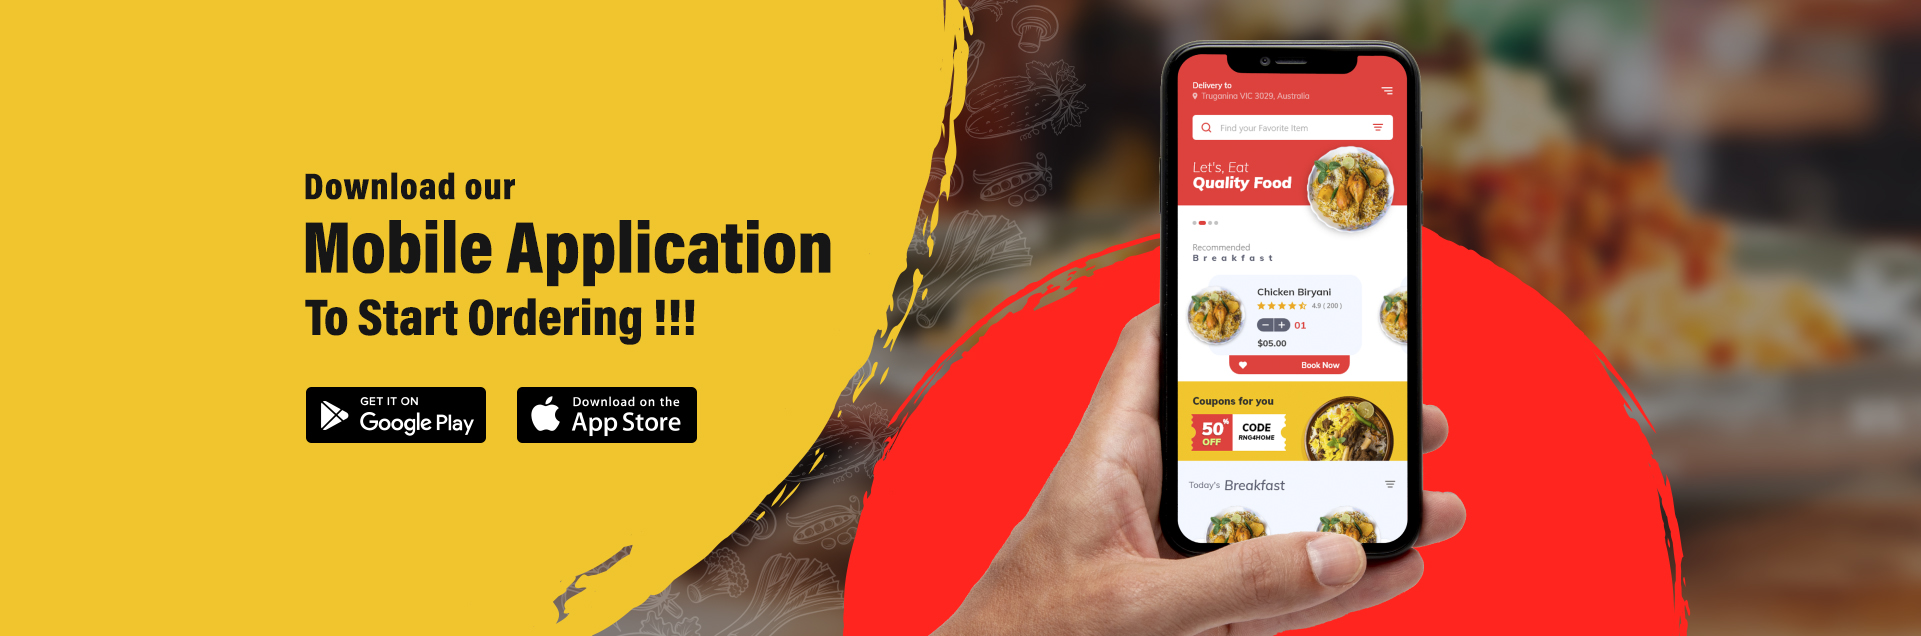 Download our
Mobile Application
To Start Ordering !!!
GET IT ON
Google Play
Download on the
App Store
Delivery to
Truganina VIC 3029, Australia
Find your Favorite Item
Let's, Eat
Quality Food
Recommended
Breakfast
Chicken Biryani
4.9 ( 200 )
01
$05.00
Book Now
Coupons for you
50% OFF
CODE
RNG4HOME
Today's Breakfast